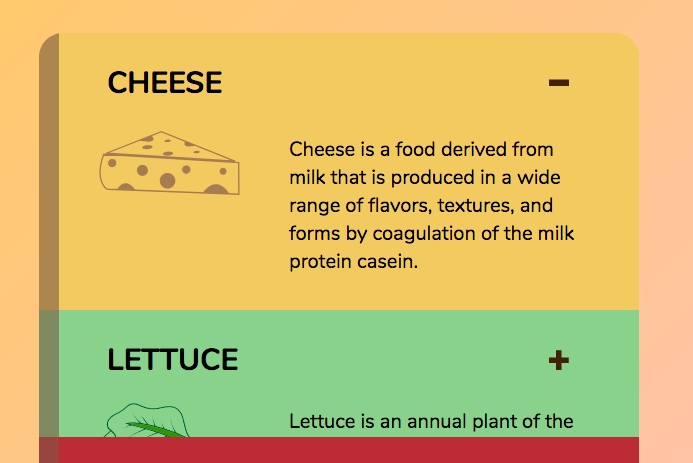 CHEESE
Cheese is a food derived from
milk that is produced in a wide
range of flavors, textures, and
forms by coagulation of the milk
protein casein.
LETTUCE
Lettuce is an annual plant of the